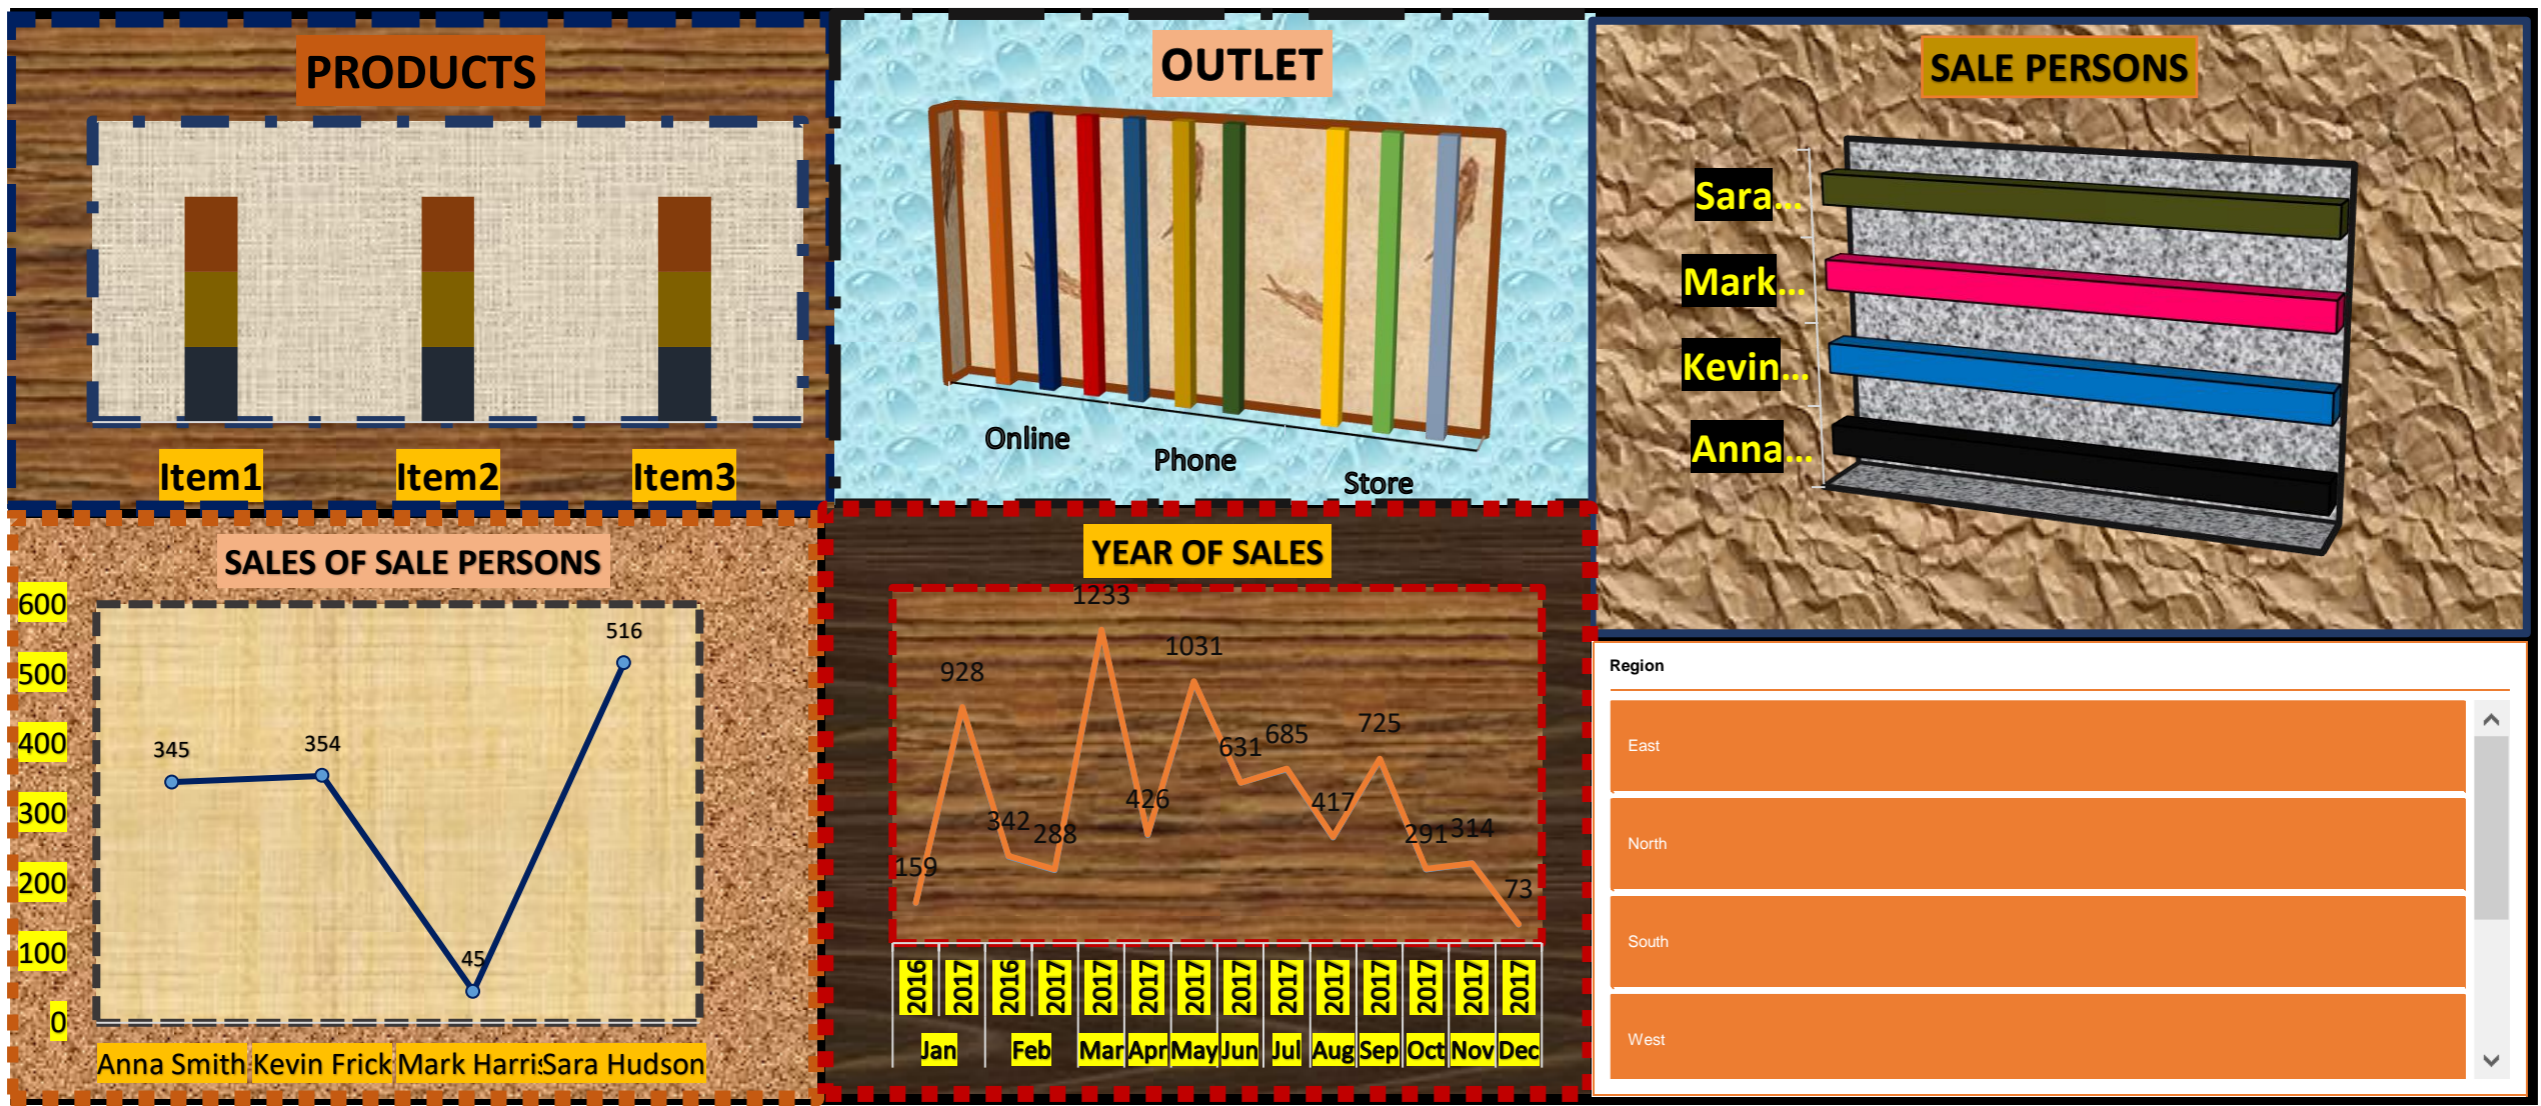 PRODUCTS
Item1 Item2 Item3
OUTLET
Online
Phone
Store
SALE PERSONS
Sara...
Mark...
Kevin...
Anna...
SALES OF SALE PERSONS
600
500
400
300
200
100
0
345 354 45 516
Anna Smith Kevin Frick Mark Harris Sara Hudson
YEAR OF SALES
159 928 342 288 1233 426 1031 631 685 417 725 291 314 73
2016 2017 2016 2017 2017 2017 2017 2017 2017 2017 2017 2017 2017 2017
Jan Feb Mar Apr May Jun Jul Aug Sep Oct Nov Dec
Region
East
North
South
West